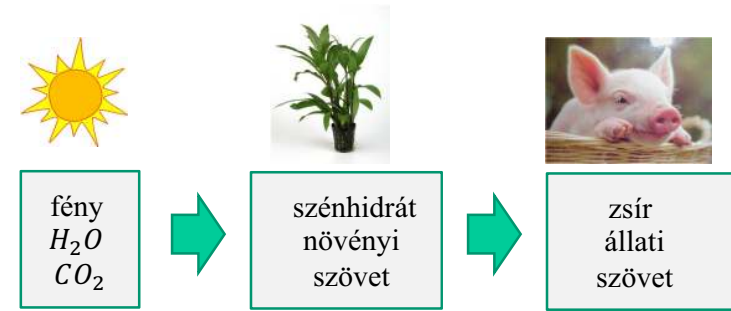 fény
H₂O
CO₂
szénhidrát
növényi
szövet
zsír
állati
szövet